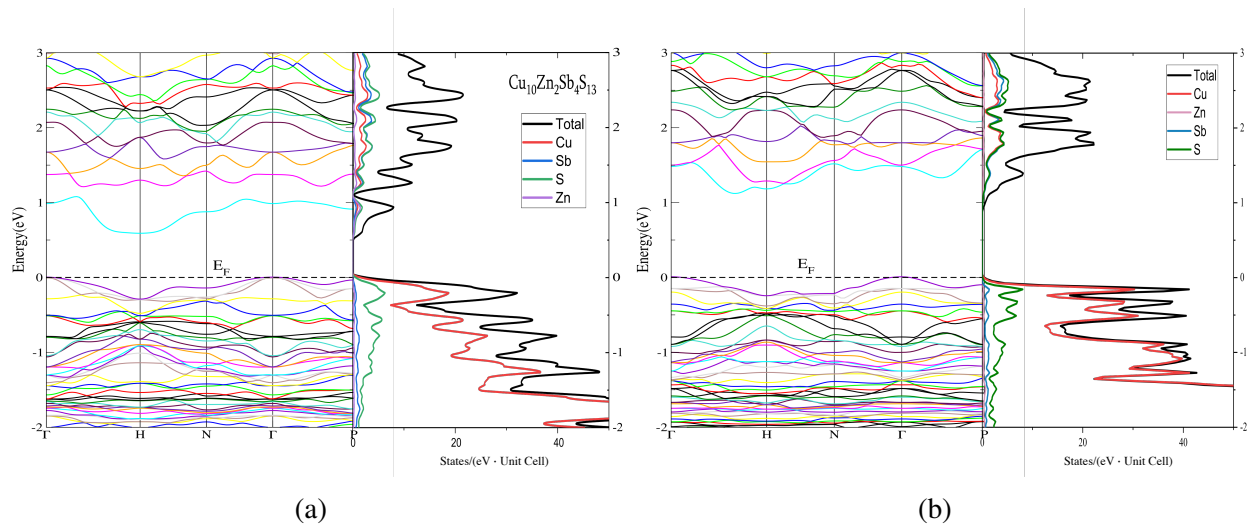 3
2
1
0
-1
-2
Energy(eV)
E_F
Γ
H
N
Γ
P
Cu₁₀Zn₂Sb₄S₁₃
Total
Cu
Sb
S
Zn
3
2
1
0
-1
-2
0
20
40
States/(eV · Unit Cell)
(a)
3
2
1
0
-1
-2
Energy(eV)
E_F
Γ
H
N
Γ
P
Total
Cu
Zn
Sb
S
3
2
1
0
-1
-2
0
20
40
States/(eV · Unit Cell)
(b)